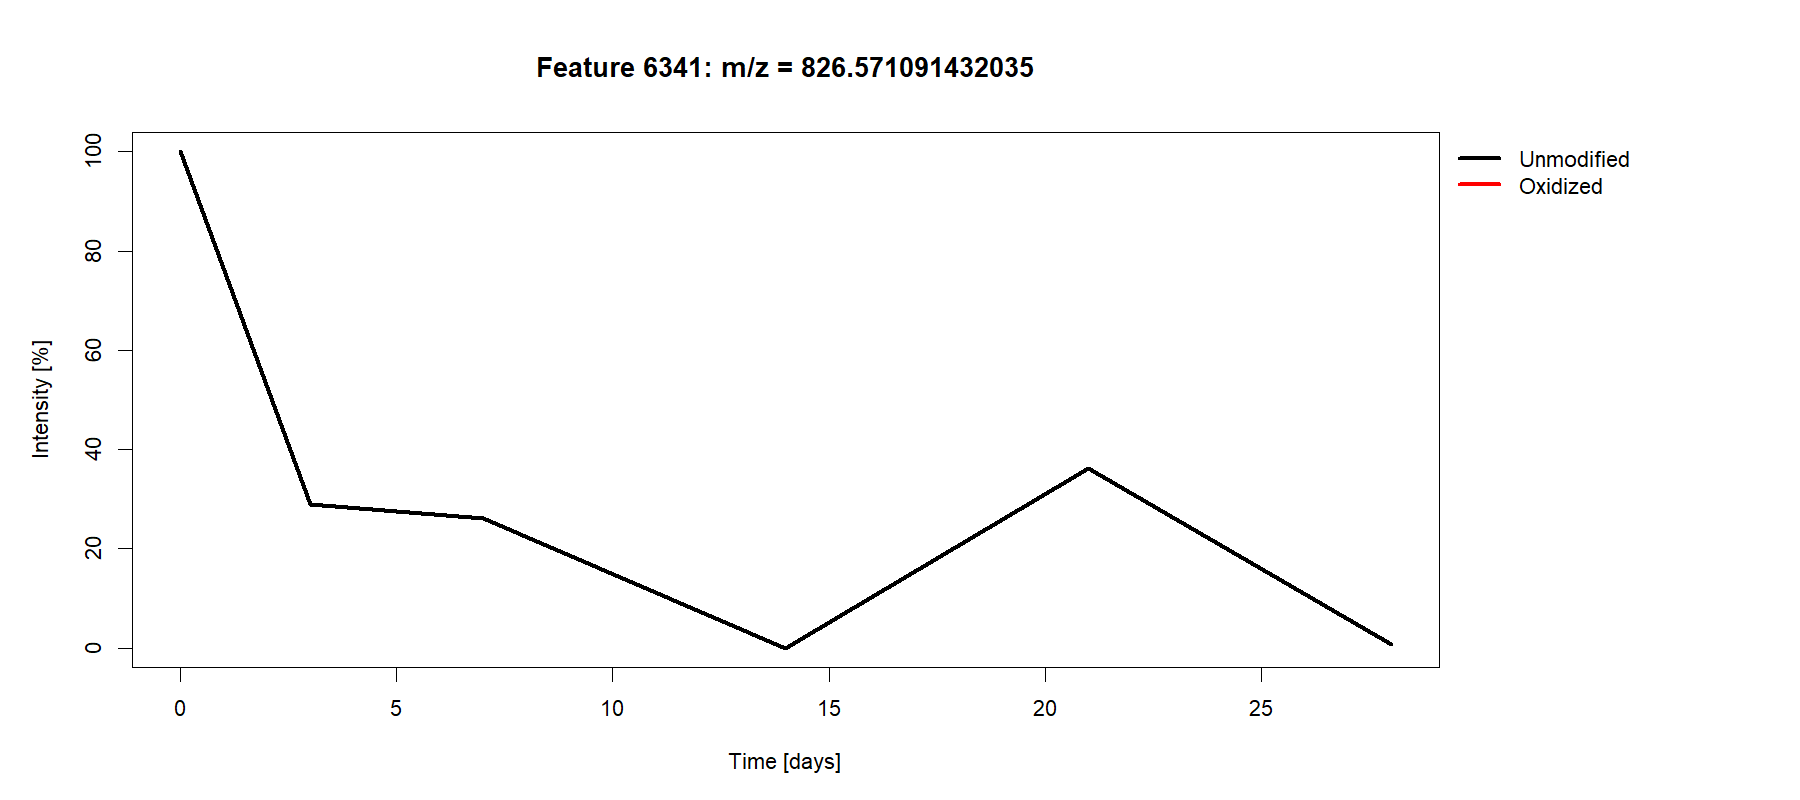 Feature 6341: m/z = 826.571091432035
Unmodified
Oxidized
100
80
60
40
20
0
Intensity [%]
0 5 10 15 20 25
Time [days]